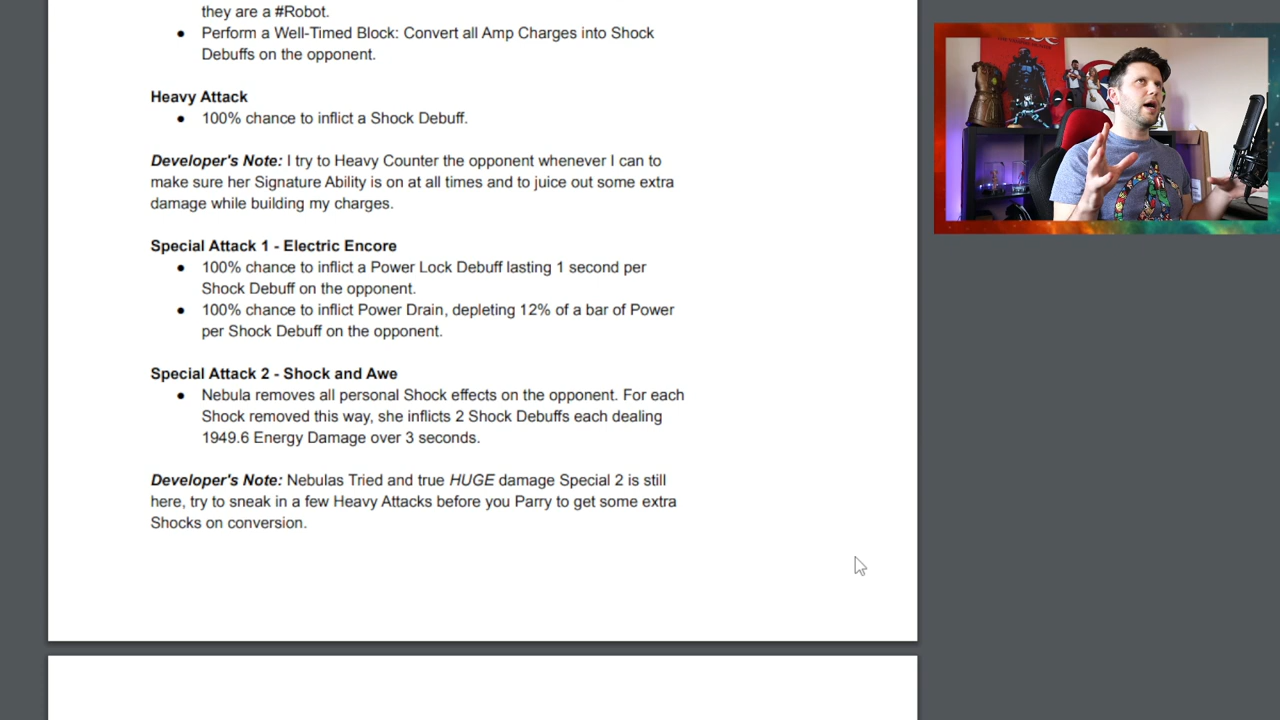 they are a #Robot.
● Perform a Well-Timed Block: Convert all Amp Charges into Shock
Debuffs on the opponent.
Heavy Attack
● 100% chance to inflict a Shock Debuff.
Developer's Note: I try to Heavy Counter the opponent whenever I can to
make sure her Signature Ability is on at all times and to juice out some extra
damage while building my charges.
Special Attack 1 - Electric Encore
● 100% chance to inflict a Power Lock Debuff lasting 1 second per
Shock Debuff on the opponent.
● 100% chance to inflict Power Drain, depleting 12% of a bar of Power
per Shock Debuff on the opponent.
Special Attack 2 - Shock and Awe
● Nebula removes all personal Shock effects on the opponent. For each
Shock removed this way, she inflicts 2 Shock Debuffs each dealing
1949.6 Energy Damage over 3 seconds.
Developer's Note: Nebulas Tried and true HUGE damage Special 2 is still
here, try to sneak in a few Heavy Attacks before you Parry to get some extra
Shocks on conversion.